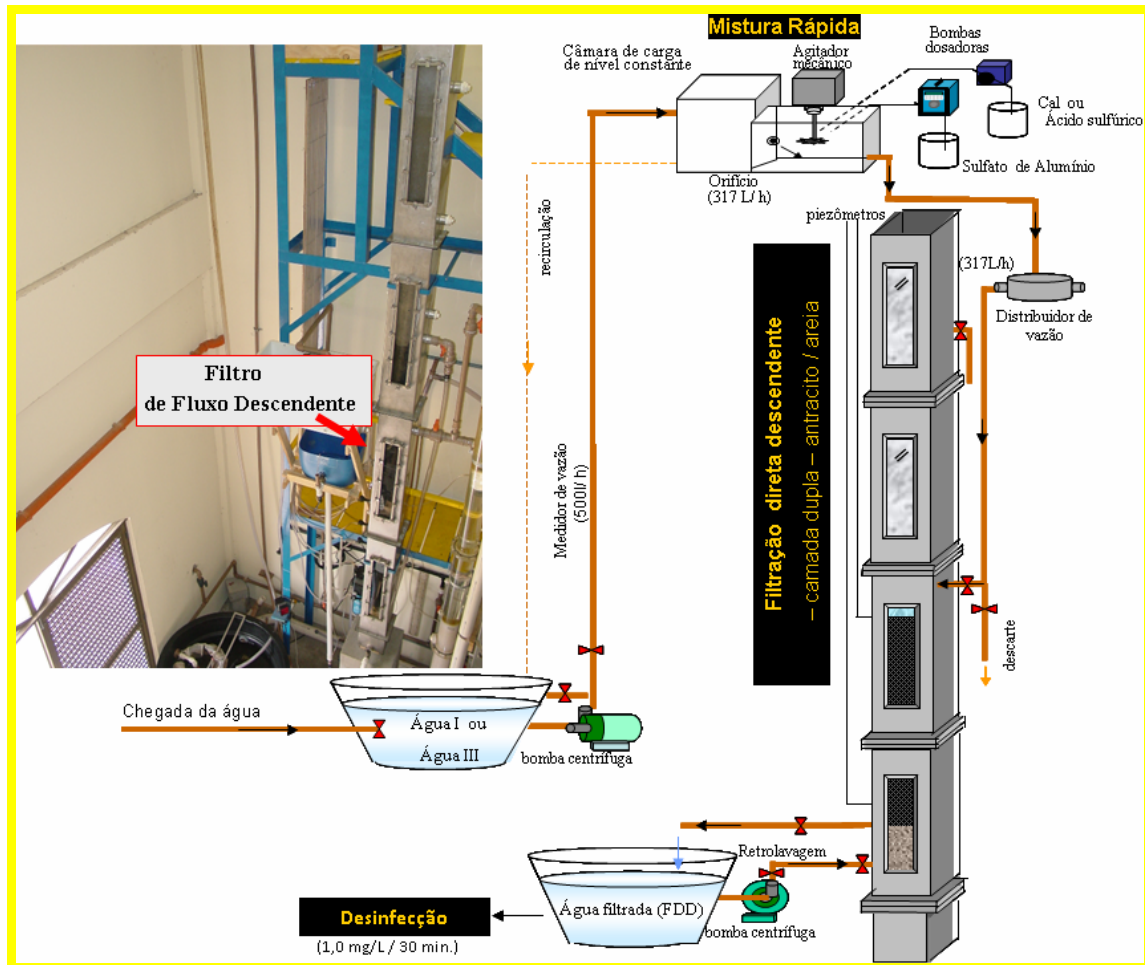 Mistura Rápida
Câmara de carga
de nível constante
Agitador
mecânico
Bombas
dosadoras
Cal ou
Ácido sulfúrico
Sulfato de Alumínio
Orifício
(317 L/ h)
recirculação
piezômetros
(317L/h)
Distribuidor de
vazão
Filtro
de Fluxo Descendente
Medidor de vazão
(500l/ h)
Filtração direta descendente
– camada dupla – antracito / areia
descarte
Chegada da água
Água I ou
Água III
bomba centrífuga
Retrolavagem
Água filtrada (FDD)
bomba centrífuga
Desinfecção
(1,0 mg/L / 30 min.)